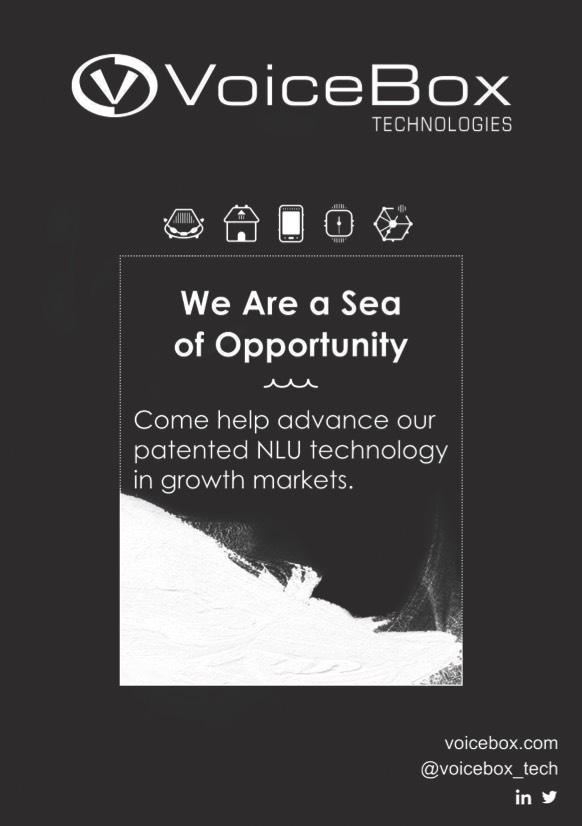 VoiceBox
TECHNOLOGIES
We Are a Sea
of Opportunity
Come help advance our
patented NLU technology
in growth markets.
voicebox.com
@voicebox_tech
in